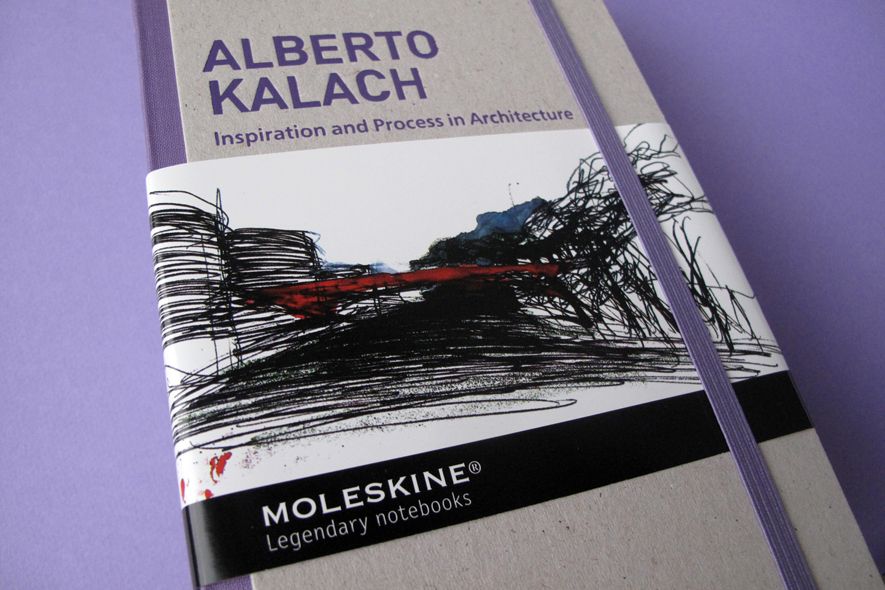 ALBERTO
KALACH
Inspiration and Process in Architecture
MOLESKINE®
Legendary notebooks